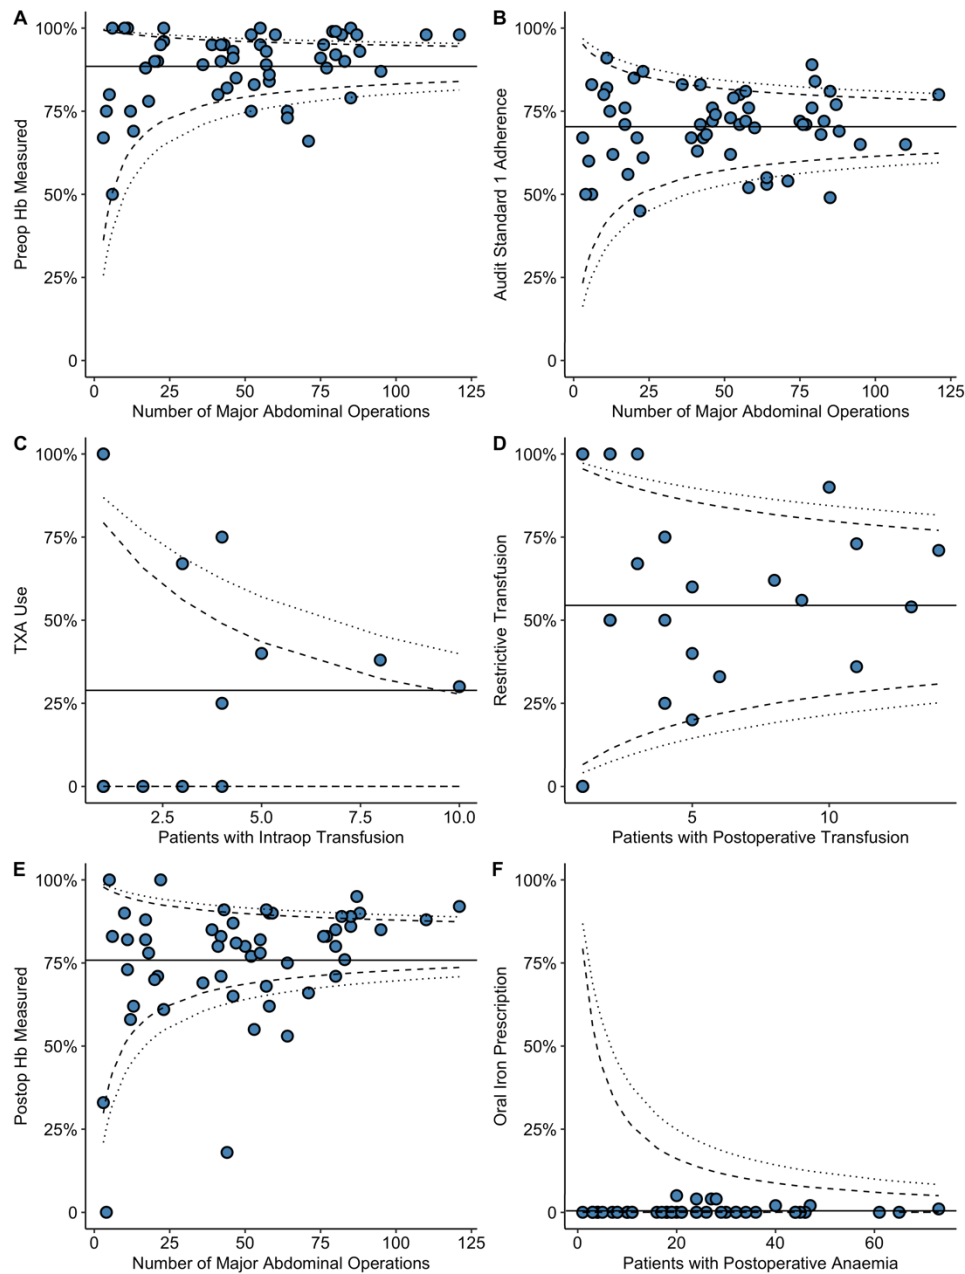 A
100%
75%
50%
25%
0
Preop Hb Measured
0 25 50 75 100 125
Number of Major Abdominal Operations
B
100%
75%
50%
25%
0
Audit Standard 1 Adherence
0 25 50 75 100 125
Number of Major Abdominal Operations
C
100%
75%
50%
25%
0
TXA Use
2.5 5.0 7.5 10.0
Patients with Intraop Transfusion
D
100%
75%
50%
25%
0
Restrictive Transfusion
5 10
Patients with Postoperative Transfusion
E
100%
75%
50%
25%
0
Postop Hb Measured
0 25 50 75 100 125
Number of Major Abdominal Operations
F
100%
75%
50%
25%
0
Oral Iron Prescription
0 20 40 60
Patients with Postoperative Anaemia